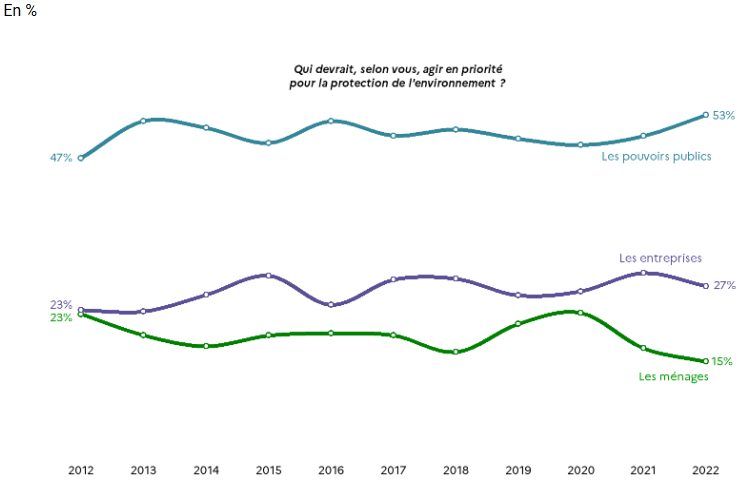 En %
Qui devrait, selon vous, agir en priorité
pour la protection de l'environnement ?
53%
47%
Les pouvoirs publics
Les entreprises
27%
23%
23%
15%
Les ménages
2012 2013 2014 2015 2016 2017 2018 2019 2020 2021 2022